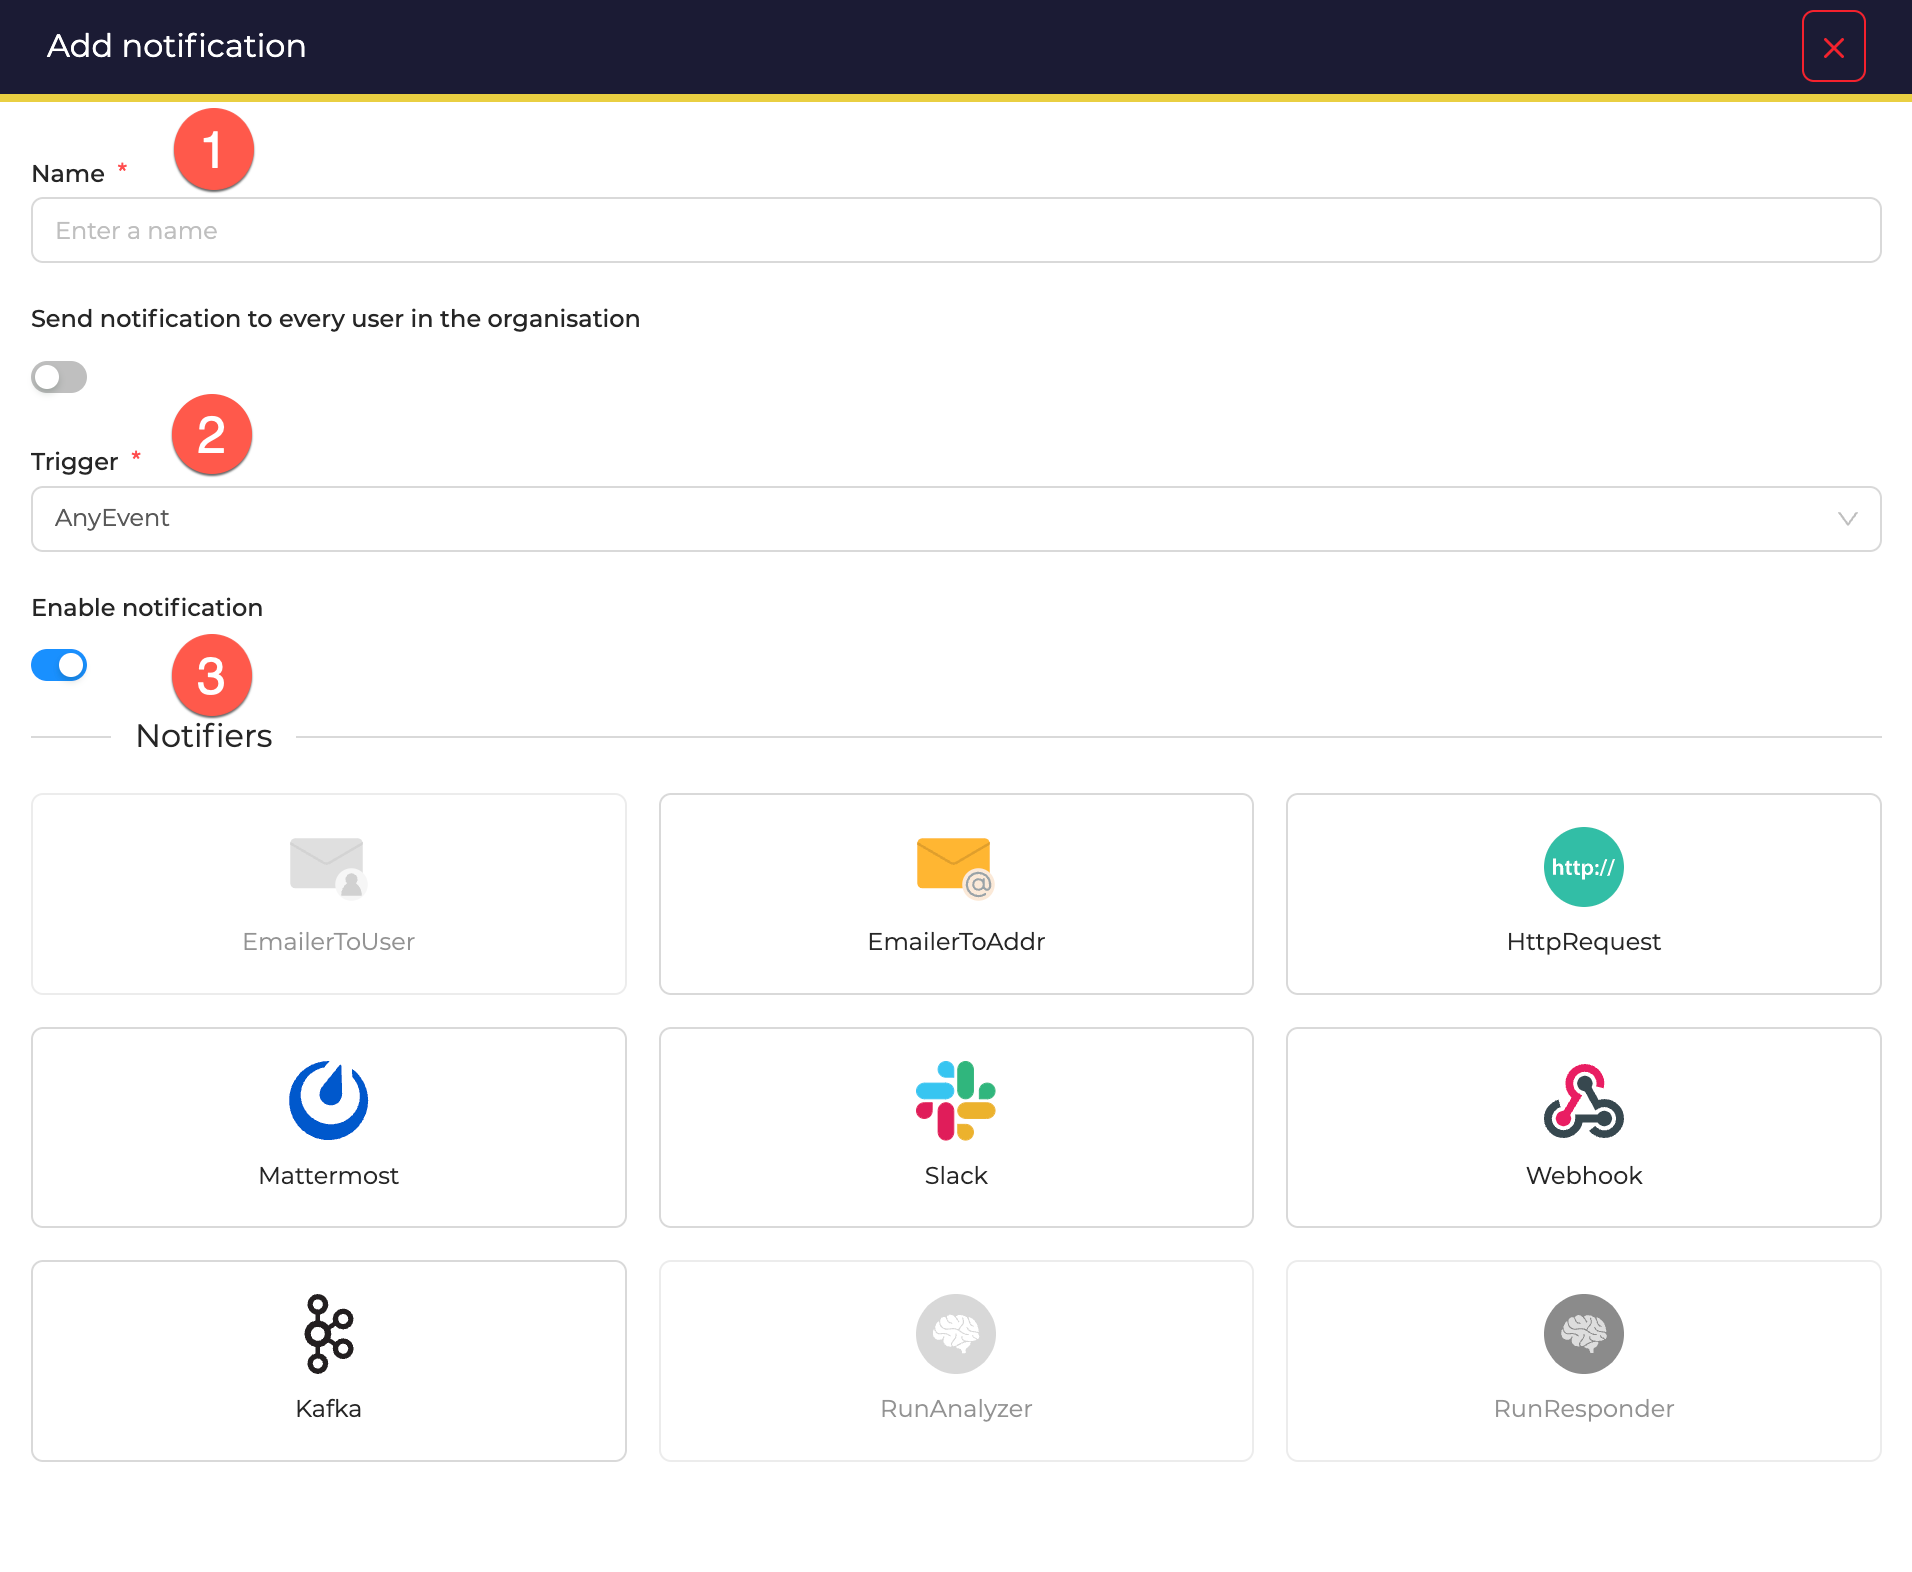 Add notification
1
Name *
Enter a name
Send notification to every user in the organisation
2
Trigger *
AnyEvent
Enable notification
3
Notifiers
EmailerToUser
@
EmailerToAddr
http://
HttpRequest
Mattermost
Slack
Webhook
Kafka
RunAnalyzer
RunResponder